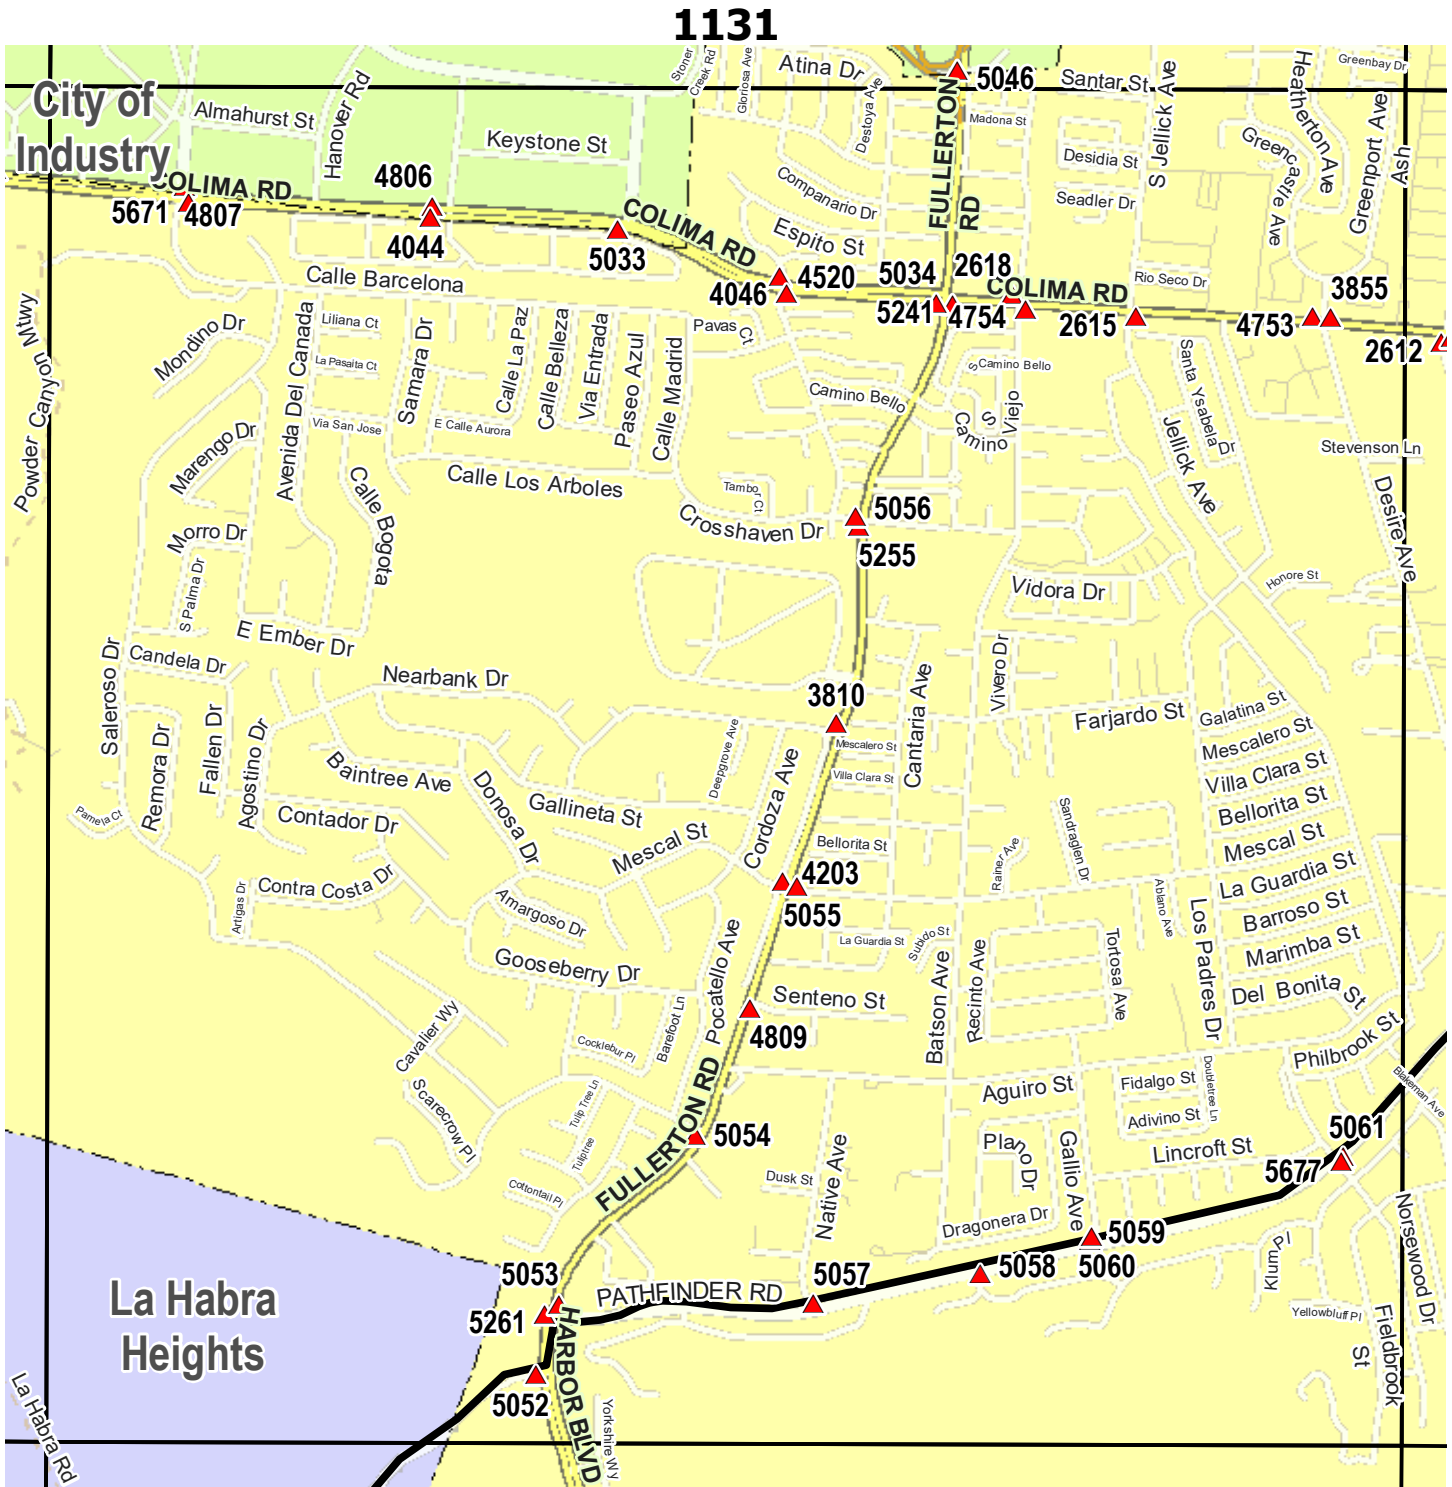 1131
City of
Industry
Almahurst St
Hanover Rd
Keystone St
Stoner
Creek Rd
Gloriosa Ave
Atina Dr
Destoya Ave
5046
Santar St
S Jellick Ave
Heatherton Ave
Greenbay Dr
Greencastle Ave
Greenport Ave
Ash
Madona St
Desidia St
Seadler Dr
FULLERTON
RD
Companario Dr
Espito St
COLIMA RD
5671
4807
4806
4044
COLIMA RD
5033
4520
4046
5034
2618
5241
4754
COLIMA RD
2615
Rio Seco Dr
4753
3855
2612
Calle Barcelona
Powder Canyon Mtwy
Mondino Dr
Liliana Ct
La Pasaita Ct
Avenida Del Canada
Samara Dr
Via San Jose
E Calle Aurora
Calle La Paz
Calle Belleza
Via Entrada
Paseo Azul
Calle Madrid
Pavas Ct
Camino Bello
S Camino Bello
S Camino
Viejo
Santa Ysabela Dr
Jellick Ave
Stevenson Ln
Desire Ave
Marengo Dr
Calle Los Arboles
Calle Bogota
Tambor Ct
Crosshaven Dr
5056
5255
Morro Dr
S Palma Dr
E Ember Dr
Vidora Dr
Honore St
Candela Dr
Saleroso Dr
Nearbank Dr
Vivero Dr
Cantaria Ave
3810
Farjardo St
Galatina St
Mescalero St
Villa Clara St
Bellorita St
Mescal St
La Guardia St
Barroso St
Marimba St
Del Bonita St
Remora Dr
Fallen Dr
Agostino Dr
Baintree Ave
Donosa Dr
Deepgrove Ave
Cordoza Ave
Mescalero St
Villa Clara St
Gallineta St
Pamela Ct
Contador Dr
Mescal St
Bellorita St
Rainer Ave
Sandraglen Dr
Contra Costa Dr
Artigas Dr
Amargoso Dr
4203
5055
Ablano Ave
Los Padres Dr
La Guardia St
Subido St
Gooseberry Dr
Pocatello Ave
Batson Ave
Recinto Ave
Tortosa Ave
Senteno St
4809
Barefoot Ln
Cavalier Wy
Cocklebur Pl
Philbrook St
Blakeman Ave
Scarecrow Pl
Tulip Tree Ln
Tuliptree
FULLERTON RD
5054
Aguiro St
Fidalgo St
Adivino St
Doubletree Ln
Plano Dr
Gallio Ave
Lincroft St
5061
5677
Cottontail Pl
Dusk St
Native Ave
Dragonera Dr
5059
5060
5058
Krumy Pl
Norsewood Dr
La Habra
Heights
5053
5261
PATHFINDER RD
5057
Yellowbluff Pl
Fieldbrook
St
5052
HARBOR BLVD
Yorkshire Wy
La Habra Rd